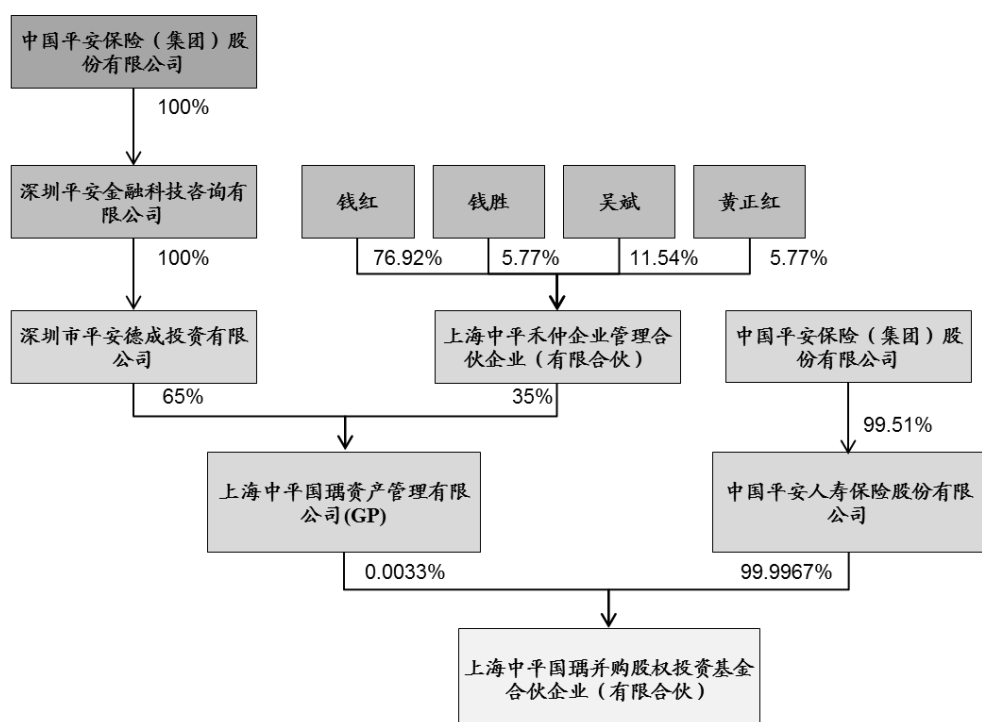 中国平安保险（集团）股
份有限公司
100%
深圳平安金融科技咨询有
限公司
钱红
钱胜
吴斌
黄正红
100%
76.92%
5.77%
11.54%
5.77%
深圳市平安德成投资有限
公司
上海中平禾仲企业管理合
伙企业（有限合伙）
中国平安保险（集团）股
份有限公司
65%
35%
99.51%
上海中平国瑀资产管理有限
公司(GP)
中国平安人寿保险股份有限
公司
0.0033%
99.9967%
上海中平国瑀并购股权投资基金
合伙企业（有限合伙）